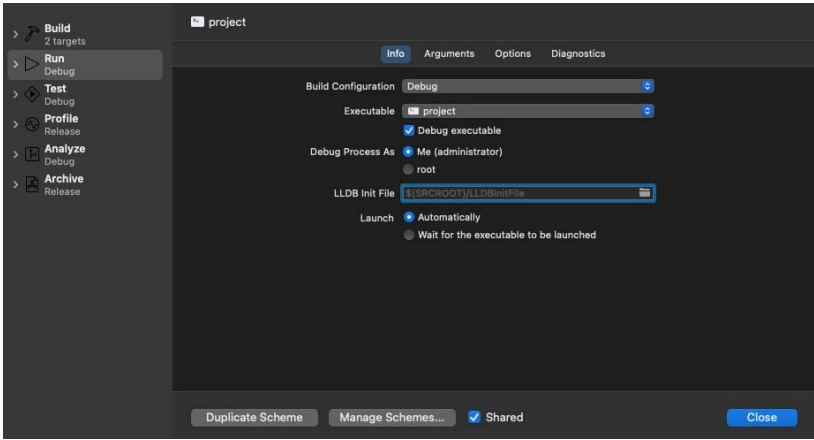 Build
2 targets
Run
Debug
Test
Debug
Profile
Release
Analyze
Debug
Archive
Release
project
Info Arguments Options Diagnostics
Build Configuration Debug
Executable project
Debug executable
Debug Process As Me (administrator)
root
LLDB Init File $(SRCROOT)/LLDBInitFile
Launch Automatically
Wait for the executable to be launched
Duplicate Scheme Manage Schemes... Shared Close